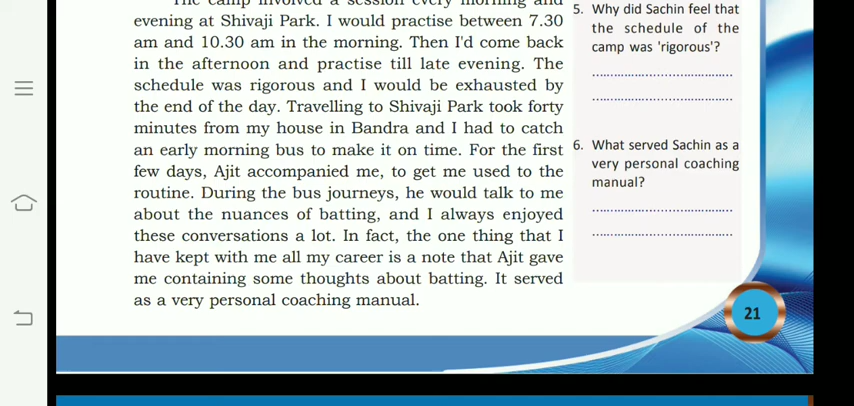 The camp involved a session every morning and
evening at Shivaji Park. I would practise between 7.30
am and 10.30 am in the morning. Then I'd come back
in the afternoon and practise till late evening. The
schedule was rigorous and I would be exhausted by
the end of the day. Travelling to Shivaji Park took forty
minutes from my house in Bandra and I had to catch
an early morning bus to make it on time. For the first
few days, Ajit accompanied me, to get me used to the
routine. During the bus journeys, he would talk to me
about the nuances of batting, and I always enjoyed
these conversations a lot. In fact, the one thing that I
have kept with me all my career is a note that Ajit gave
me containing some thoughts about batting. It served
as a very personal coaching manual.
5. Why did Sachin feel that
the schedule of the
camp was 'rigorous'?
.......................................
.......................................
6. What served Sachin as a
very personal coaching
manual?
.......................................
.......................................
21